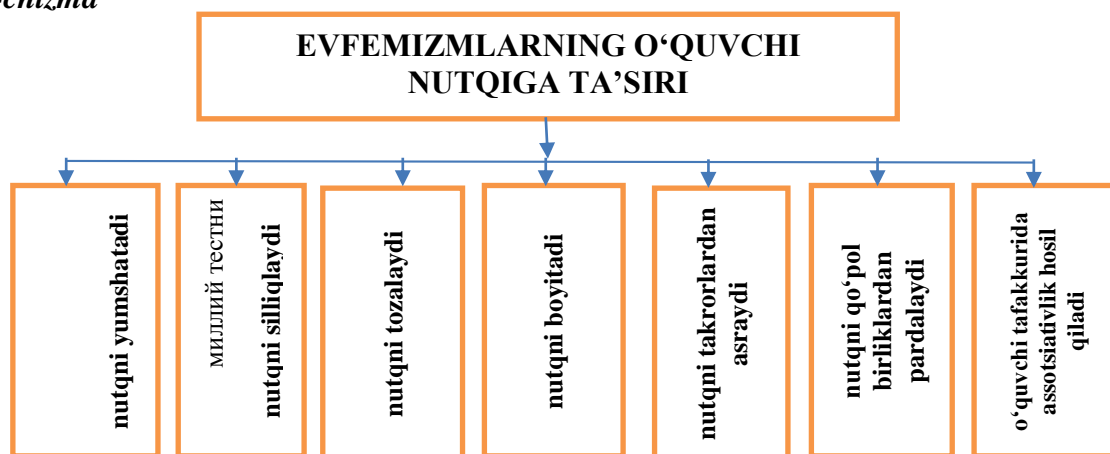 EVFEMIZMLARNING O‘QUVCHI
NUTQIGA TA’SIRI
nutqni yumshatadi
миллий тестни
nutqni silliqlaydi
nutqni tozalaydi
nutqni boyitadi
nutqni takrorlardan
asraydi
nutqni qo‘pol
birliklardan
pardalaydi
o‘quvchi tafakkurida
assotsiativlik hosil
qiladi